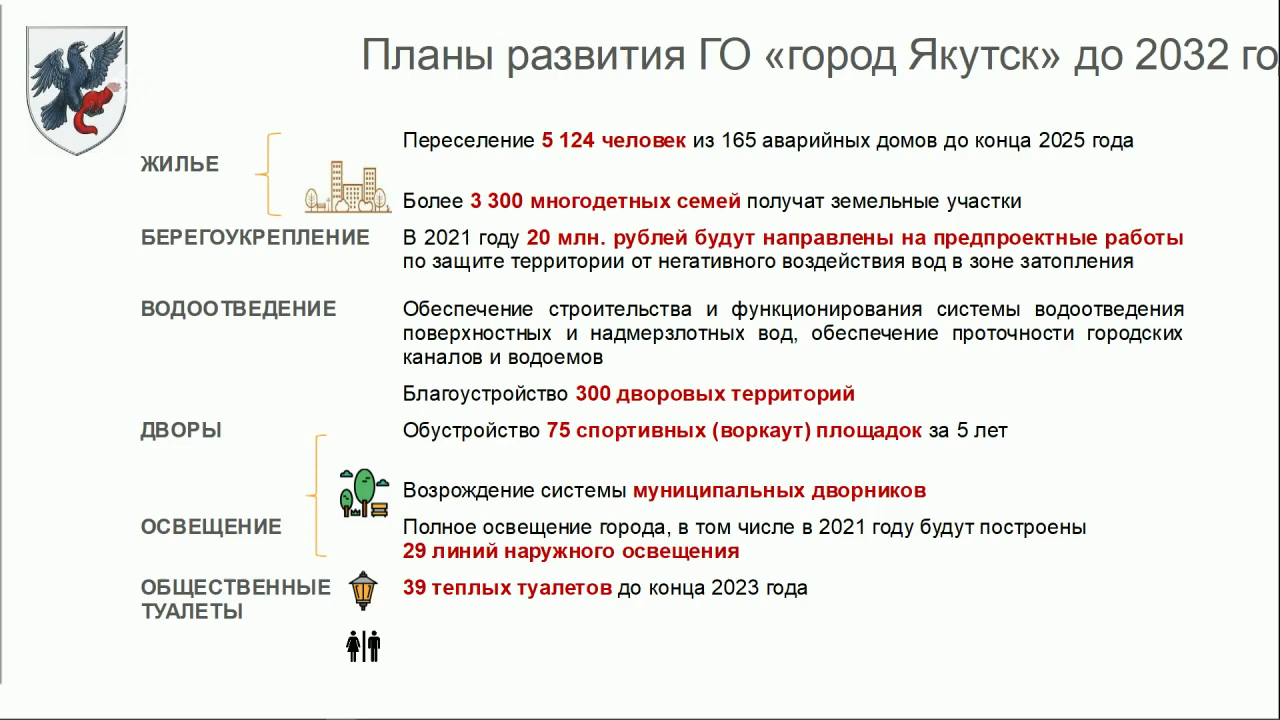 Планы развития ГО «город Якутск» до 2032 го
ЖИЛЬЕ
Переселение 5 124 человек из 165 аварийных домов до конца 2025 года
Более 3 300 многодетных семей получат земельные участки
БЕРЕГОУКРЕПЛЕНИЕ
В 2021 году 20 млн. рублей будут направлены на предпроектные работы
по защите территории от негативного воздействия вод в зоне затопления
ВОДООТВЕДЕНИЕ
Обеспечение строительства и функционирования системы водоотведения
поверхностных и надмерзлотных вод, обеспечение проточности городских
каналов и водоемов
Благоустройство 300 дворовых территорий
ДВОРЫ
Обустройство 75 спортивных (воркаут) площадок за 5 лет
Возрождение системы муниципальных дворников
ОСВЕЩЕНИЕ
Полное освещение города, в том числе в 2021 году будут построены
29 линий наружного освещения
ОБЩЕСТВЕННЫЕ
ТУАЛЕТЫ
39 теплых туалетов до конца 2023 года